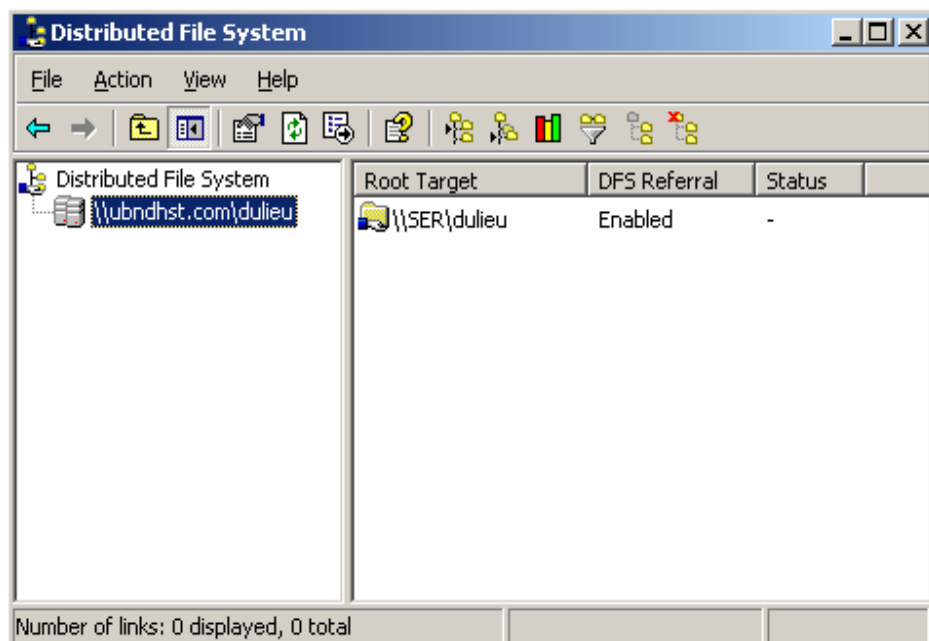 Distributed File System
File Action View Help
Distributed File System
\\ubndhst.com\dulieu
Root Target DFS Referral Status
\\SER\dulieu Enabled -
Number of links: 0 displayed, 0 total